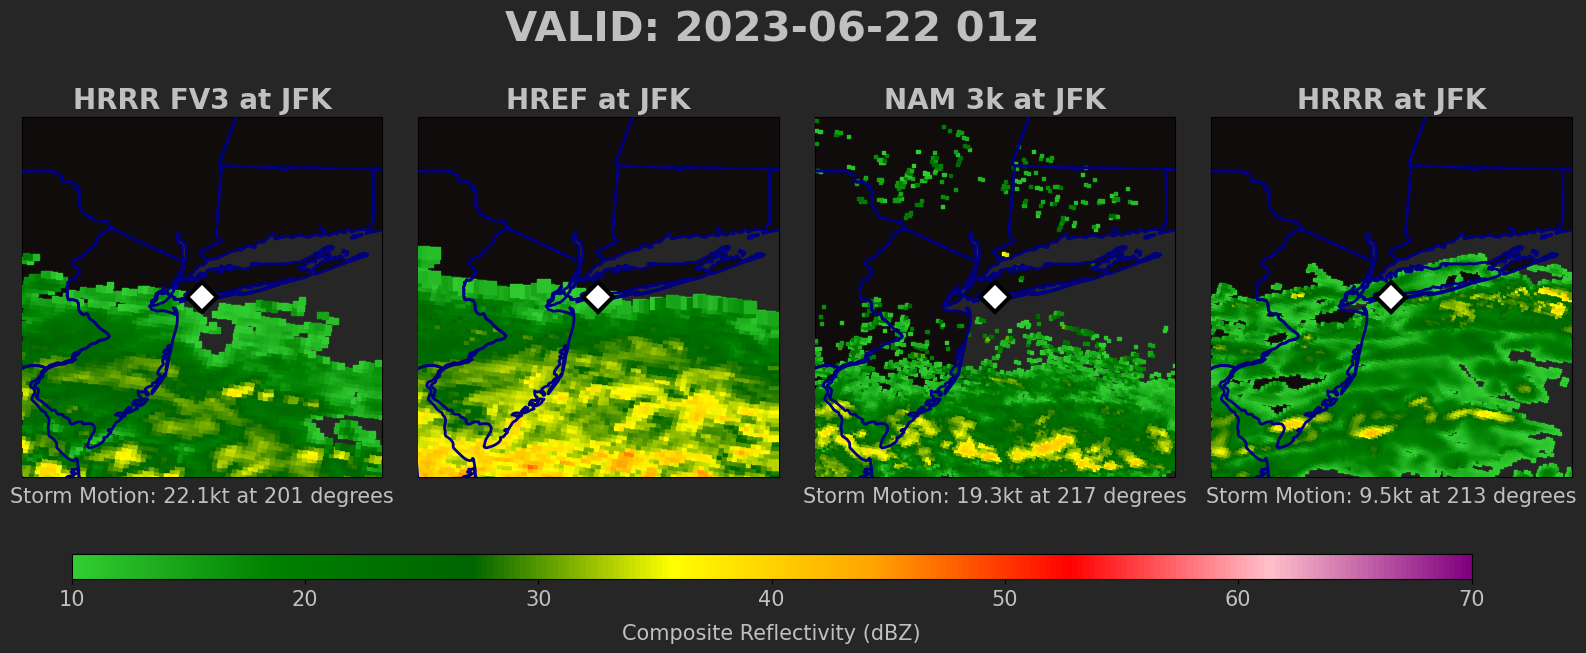 VALID: 2023-06-22 01z
HRRR FV3 at JFK
HREF at JFK
NAM 3k at JFK
HRRR at JFK
Storm Motion: 22.1kt at 201 degrees
Storm Motion: 19.3kt at 217 degrees
Storm Motion: 9.5kt at 213 degrees
10 20 30 40 50 60 70
Composite Reflectivity (dBZ)